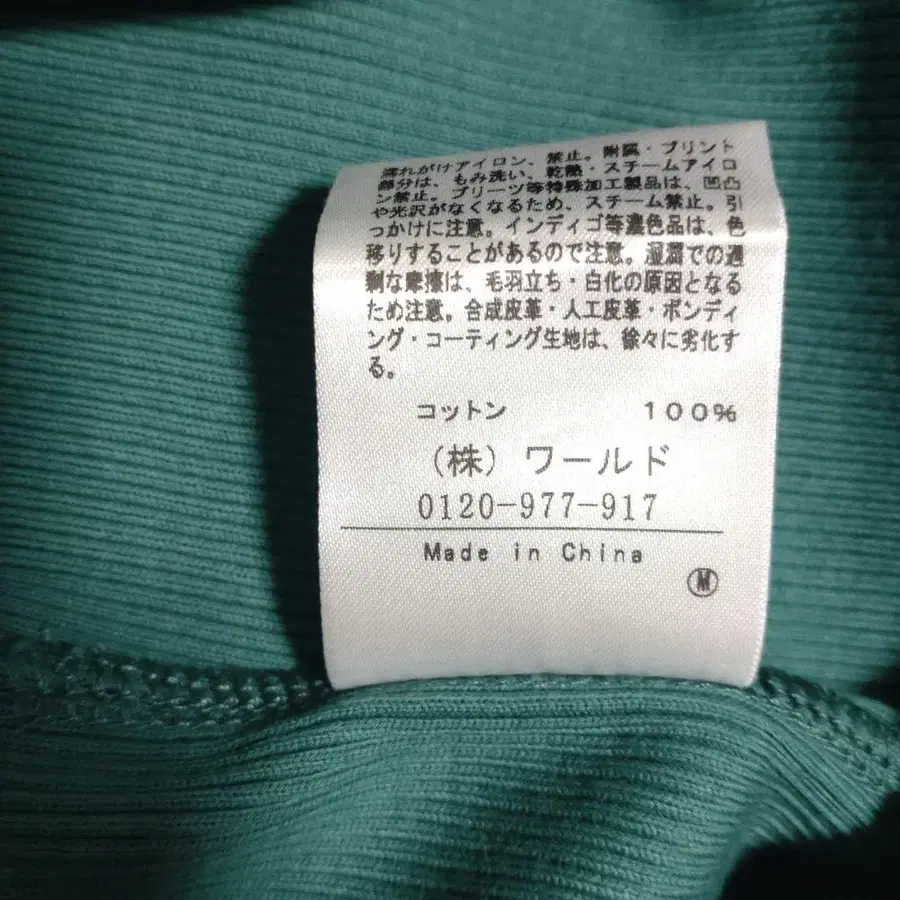 濡れがけアイロン、禁止。附属・プリント
部分は、もみ洗い、乾熱・スチームアイロ
ン禁止。プリーツ等特殊加工製品は、凹凸
や光沢がなくなるため、スチーム禁止。引
っかけに注意。インディゴ等濃色品は、色
移りすることがあるので注意。湿潤での過
剰な摩擦は、毛羽立ち・白化の原因となる
ため注意。合成皮革・人工皮革・ボンディ
ング・コーティング生地は、徐々に劣化す
る。
コットン 100%
(株) ワールド
0120-977-917
Made in China
Ⓜ